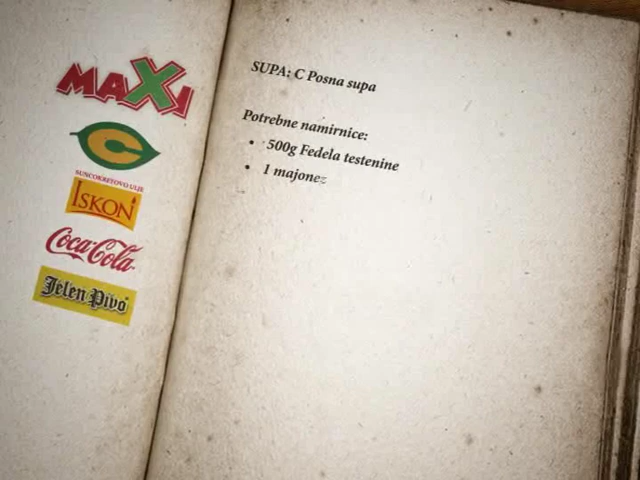 MAXI
C
SUNCOKRETOVO ULJE
ISKON
Coca-Cola
Jelen Pivo
SUPA: C Posna supa
Potrebne namirnice:
• 500g Fedela testenine
• 1 majonez